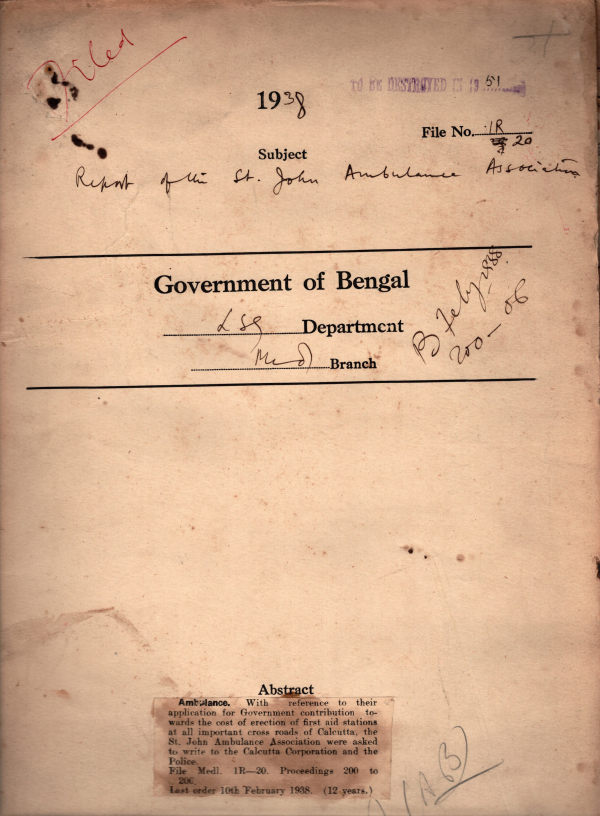 Filed
TO BE DESTROYED IN 1951
1938
File No. 1R
20
Subject
Report of the St. John Ambulance Association
Government of Bengal
LSG Department
Medl Branch
B Feby 1938
200-06
Abstract
Ambulance. With reference to their
application for Government contribution to-
wards the cost of erection of first aid stations
at all important cross roads of Calcutta, the
St. John Ambulance Association were asked
to write to the Calcutta Corporation and the
Police.
File Medl. 1R—20. Proceedings 200 to
206.
Last order 10th February 1938. (12 years.)